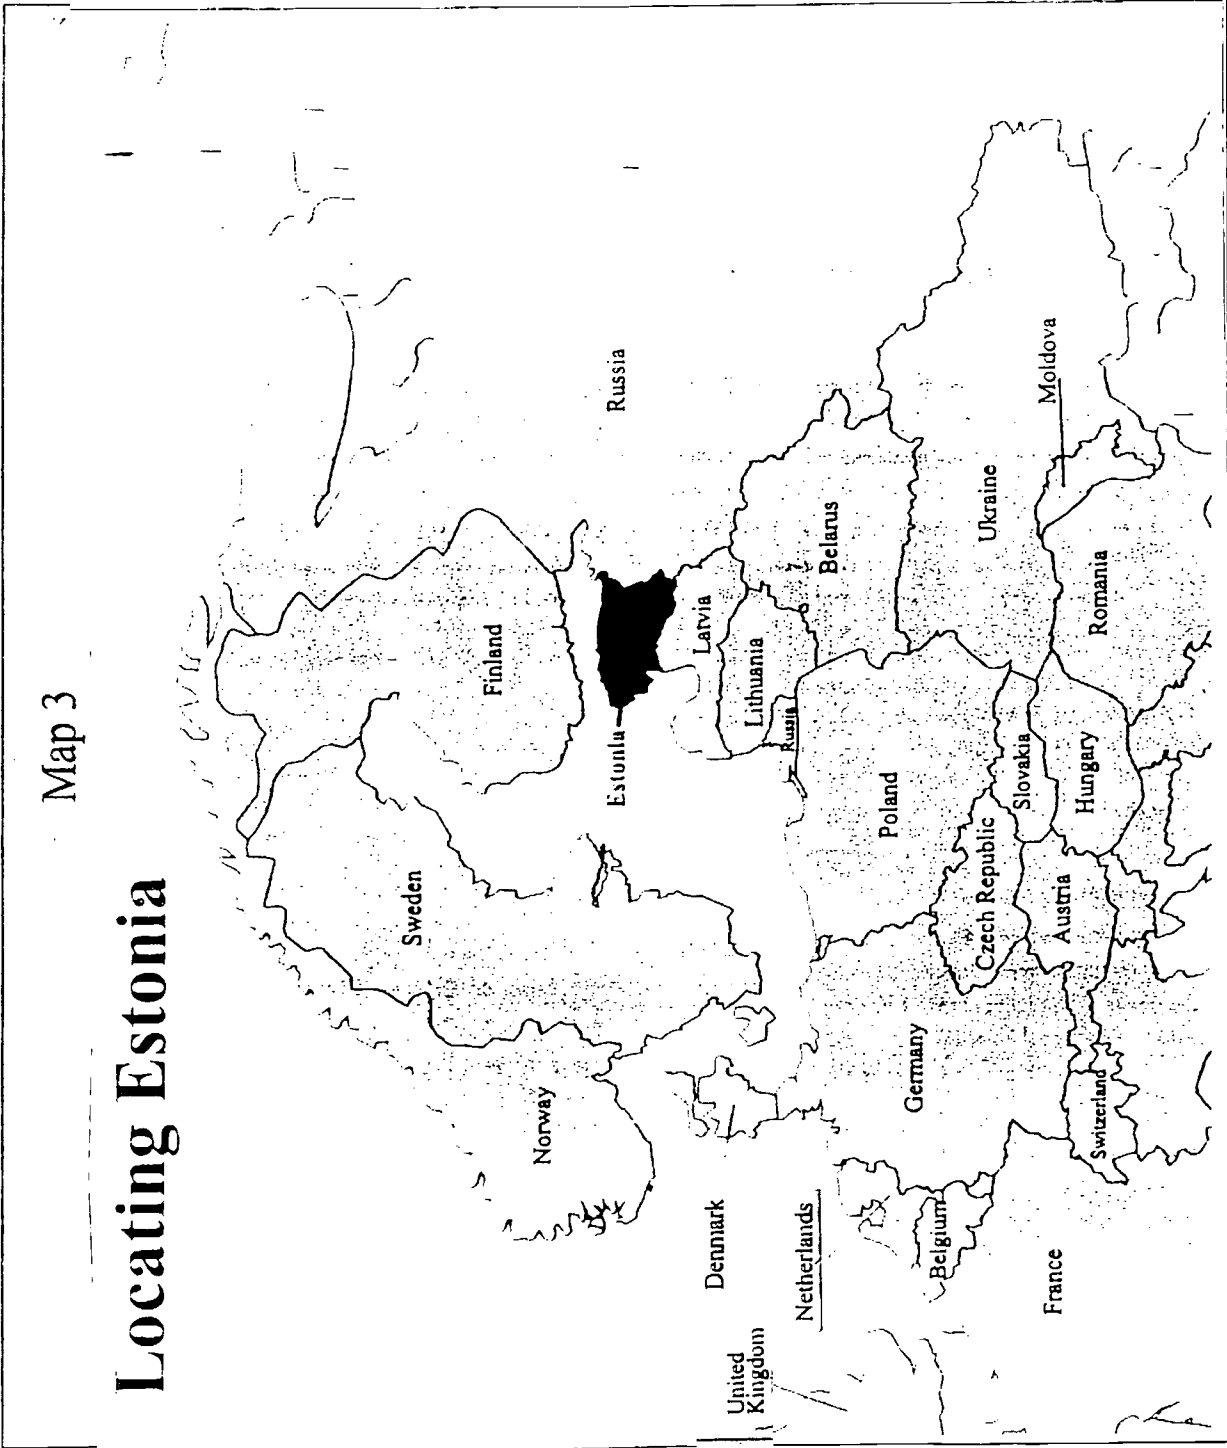 Map 3
Locating Estonia
Norway
Sweden
Finland
Russia
Estonia
Latvia
Lithuania
Russia
Belarus
Denmark
United
Kingdom
Netherlands
Belgium
Germany
Poland
Czech Republic
Slovakia
Ukraine
Moldova
France
Switzerland
Austria
Hungary
Romania